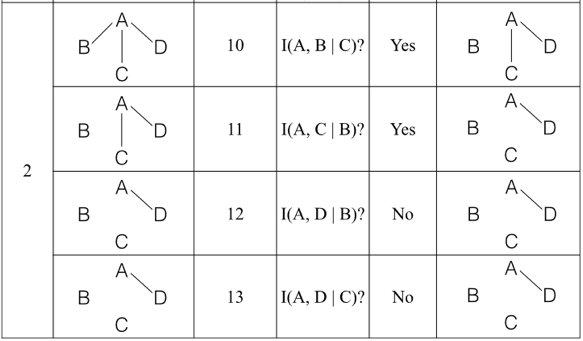 A A
B D 10 I(A, B | C)? Yes B D
C C
A A
B D 11 I(A, C | B)? Yes B D
C C
2
A A
B D 12 I(A, D | B)? No B D
C C
A A
B D 13 I(A, D | C)? No B D
C C